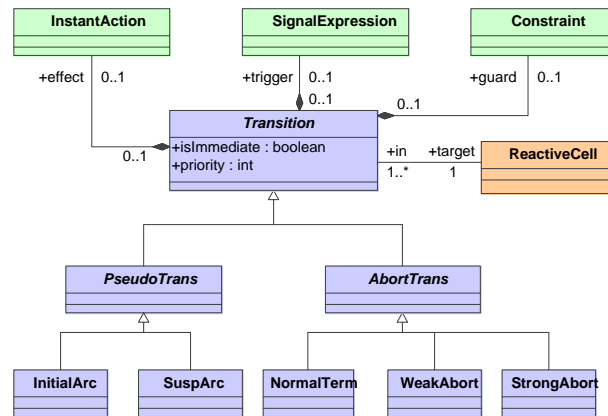 InstantAction
SignalExpression
Constraint
+effect
0..1
+trigger
0..1
+guard
0..1
0..1
0..1
Transition
0..1
+isImmediate : boolean
+priority : int
+in
+target
1..*
1
ReactiveCell
PseudoTrans
AbortTrans
InitialArc
SuspArc
NormalTerm
WeakAbort
StrongAbort